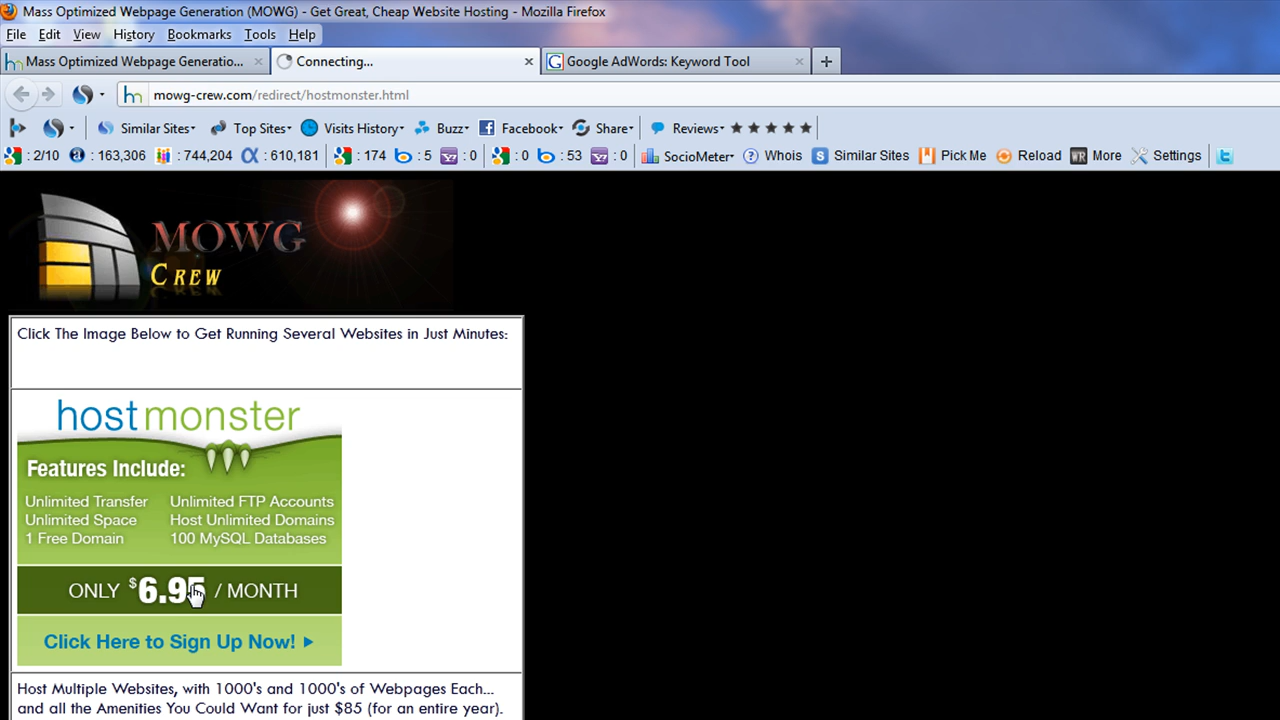 Mass Optimized Webpage Generation (MOWG) - Get Great, Cheap Website Hosting - Mozilla Firefox
File Edit View History Bookmarks Tools Help
Mass Optimized Webpage Generatio... × Connecting... × Google AdWords: Keyword Tool × +
mowg-crew.com/redirect/hostmonster.html
Similar Sites Top Sites Visits History Buzz Facebook Share Reviews
: 2/10 : 163,306 : 744,204 : 610,181 : 174 : 5 : 0 : 0 : 53 : 0 SocioMeter Whois Similar Sites Pick Me Reload WR More Settings
MOWG
CREW
Click The Image Below to Get Running Several Websites in Just Minutes:
hostmonster
Features Include:
Unlimited Transfer Unlimited FTP Accounts
Unlimited Space Host Unlimited Domains
1 Free Domain 100 MySQL Databases
ONLY $6.95 / MONTH
Click Here to Sign Up Now!
Host Multiple Websites, with 1000's and 1000's of Webpages Each...
and all the Amenities You Could Want for just $85 (for an entire year).